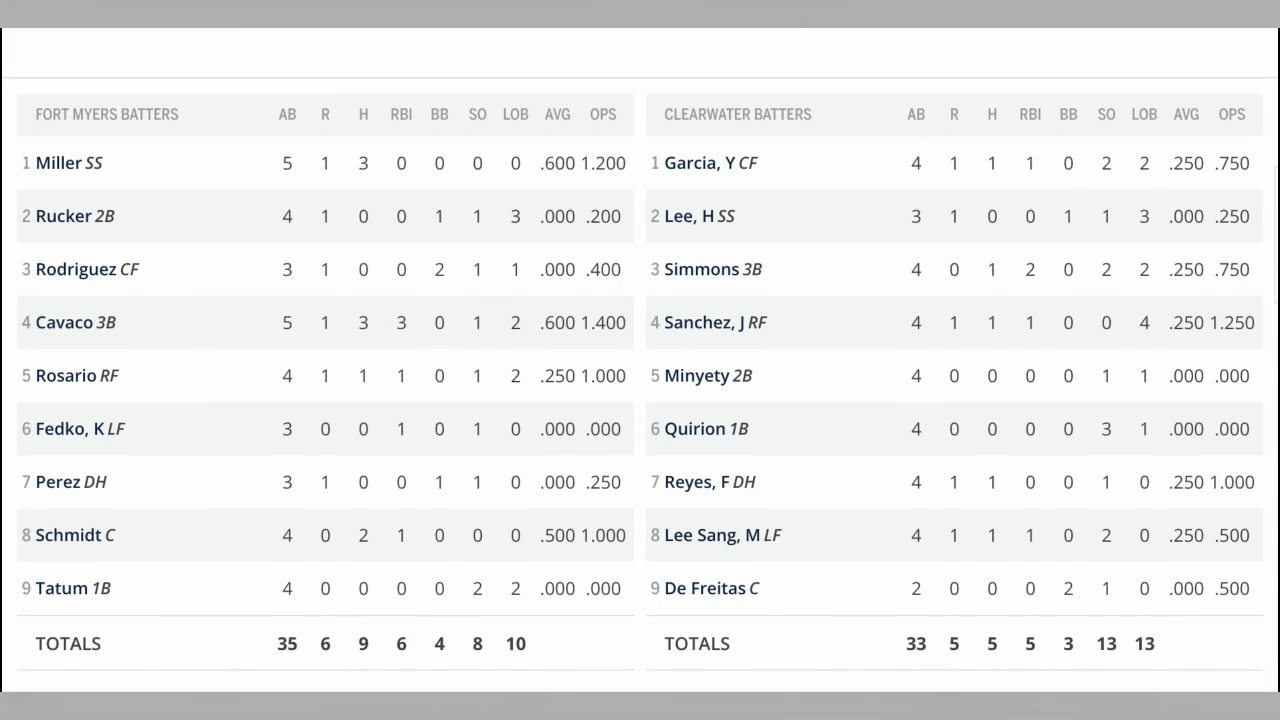 FORT MYERS BATTERS AB R H RBI BB SO LOB AVG OPS
1 Miller SS 5 1 3 0 0 0 0 .600 1.200
2 Rucker 2B 4 1 0 0 1 1 3 .000 .200
3 Rodriguez CF 3 1 0 0 2 1 1 .000 .400
4 Cavaco 3B 5 1 3 3 0 1 2 .600 1.400
5 Rosario RF 4 1 1 1 0 1 2 .250 1.000
6 Fedko, K LF 3 0 0 1 0 1 0 .000 .000
7 Perez DH 3 1 0 0 1 1 0 .000 .250
8 Schmidt C 4 0 2 1 0 0 0 .500 1.000
9 Tatum 1B 4 0 0 0 0 2 2 .000 .000
TOTALS 35 6 9 6 4 8 10
CLEARWATER BATTERS AB R H RBI BB SO LOB AVG OPS
1 Garcia, Y CF 4 1 1 1 0 2 2 .250 .750
2 Lee, H SS 3 1 0 0 1 1 3 .000 .250
3 Simmons 3B 4 0 1 2 0 2 2 .250 .750
4 Sanchez, J RF 4 1 1 1 0 0 4 .250 1.250
5 Minyety 2B 4 0 0 0 0 1 1 .000 .000
6 Quirion 1B 4 0 0 0 0 3 1 .000 .000
7 Reyes, F DH 4 1 1 0 0 1 0 .250 1.000
8 Lee Sang, M LF 4 1 1 1 0 2 0 .250 .500
9 De Freitas C 2 0 0 0 2 1 0 .000 .500
TOTALS 33 5 5 5 3 13 13